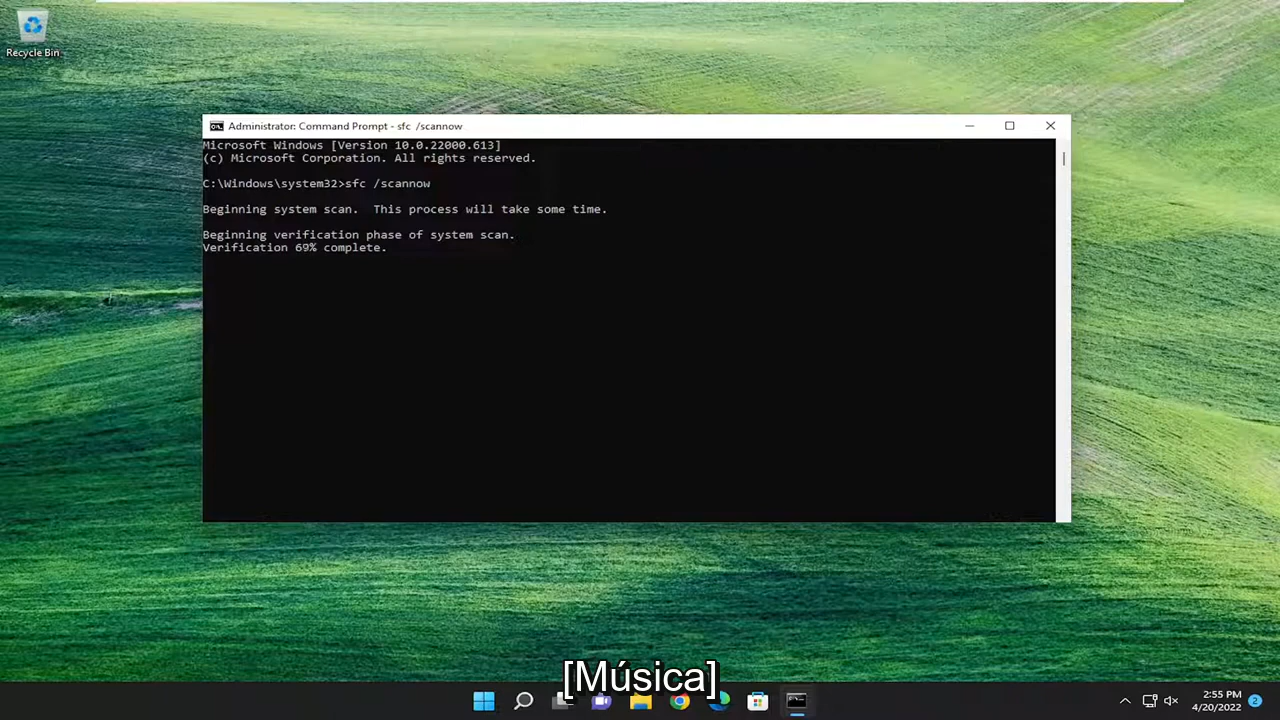 Recycle Bin
Administrator: Command Prompt - sfc /scannow
Microsoft Windows [Version 10.0.22000.613]
(c) Microsoft Corporation. All rights reserved.
C:\Windows\system32>sfc /scannow
Beginning system scan.  This process will take some time.
Beginning verification phase of system scan.
Verification 69% complete.
[Música]
2:55 PM
4/20/2022
2